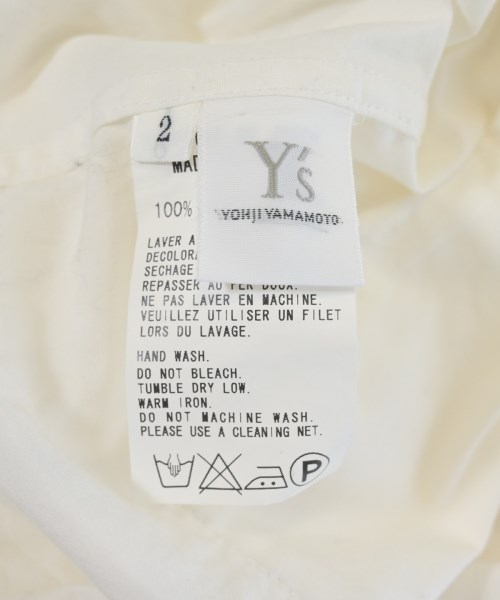 2
Y's
YOHJI YAMAMOTO
100%
LAVER
SECHAGE
REPASSER AU FER DOUX.
NE PAS LAVER EN MACHINE.
VEUILLEZ UTILISER UN FILET
LORS DU LAVAGE.
HAND WASH.
DO NOT BLEACH.
TUMBLE DRY LOW.
WARM IRON.
DO NOT MACHINE WASH.
PLEASE USE A CLEANING NET.
P